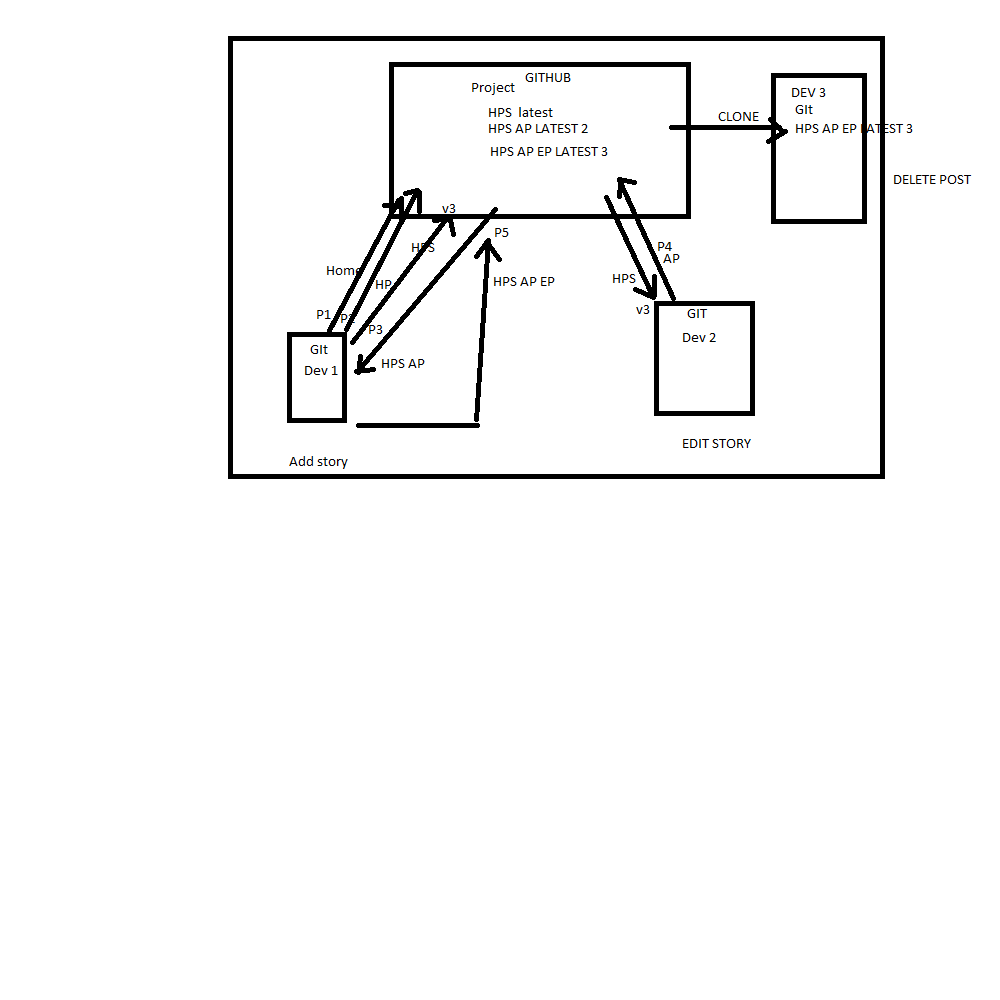 GITHUB
Project
HPS latest
HPS AP LATEST 2
HPS AP EP LATEST 3
CLONE
DEV 3
GIt
HPS AP EP LATEST 3
DELETE POST
v3
HPS
P5
Home
HP
HPS AP EP
P4
AP
HPS
v3
P1
P2
P3
GIt
Dev 1
HPS AP
GIT
Dev 2
EDIT STORY
Add story